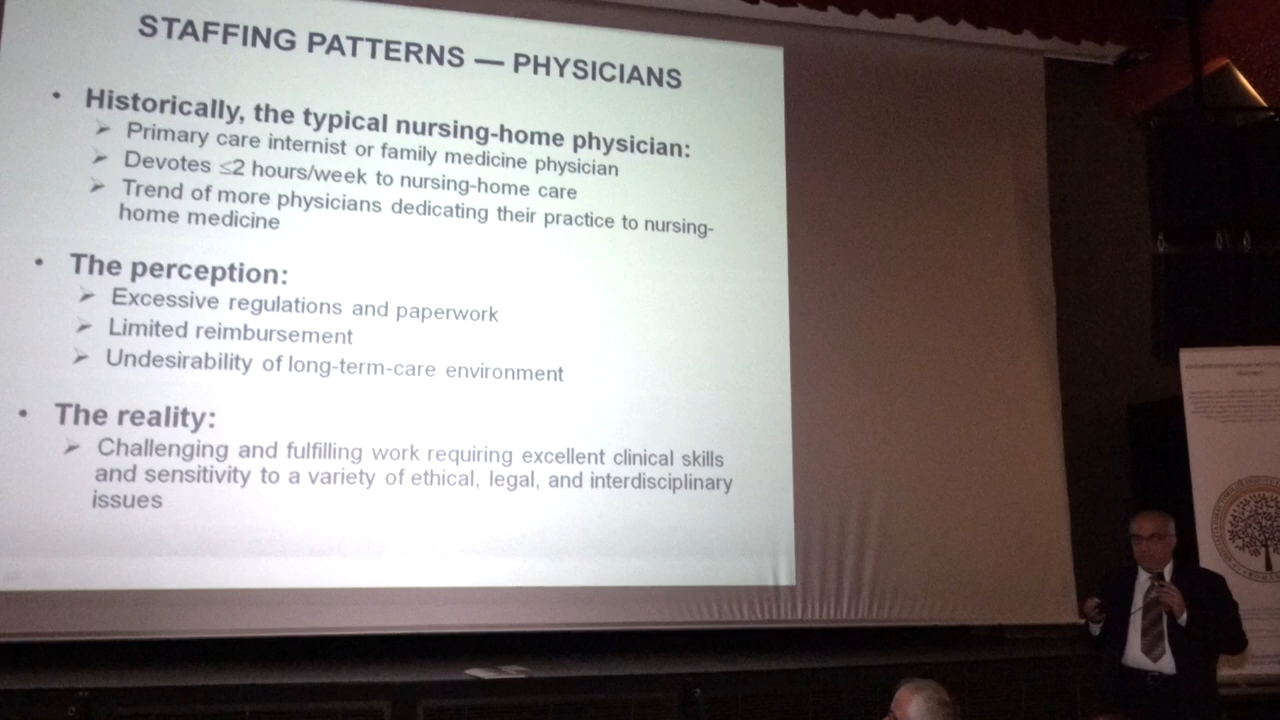 STAFFING PATTERNS — PHYSICIANS
• Historically, the typical nursing-home physician:
➤ Primary care internist or family medicine physician
➤ Devotes ≤2 hours/week to nursing-home care
➤ Trend of more physicians dedicating their practice to nursing-
home medicine
• The perception:
➤ Excessive regulations and paperwork
➤ Limited reimbursement
➤ Undesirability of long-term-care environment
• The reality:
➤ Challenging and fulfilling work requiring excellent clinical skills
and sensitivity to a variety of ethical, legal, and interdisciplinary
issues